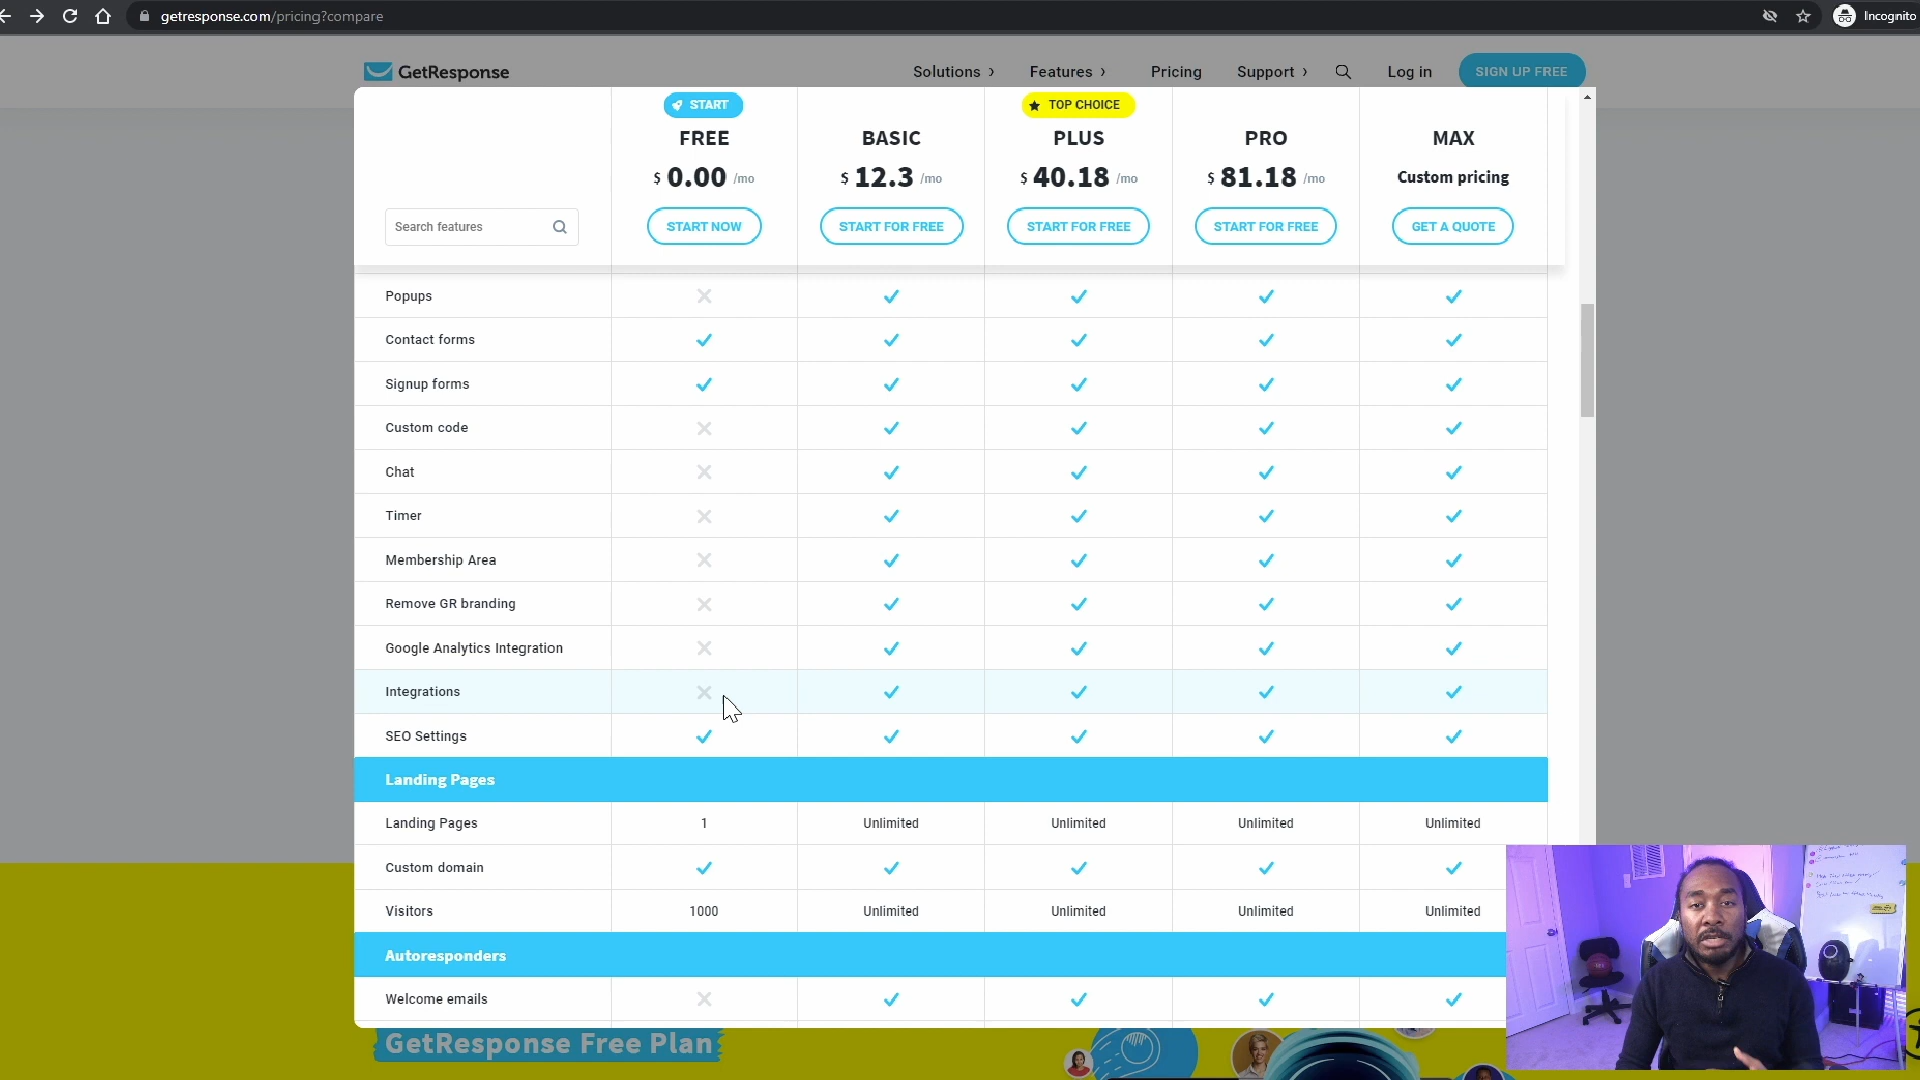 getresponse.com/pricing?compare
Incognito
GetResponse
Solutions
Features
Pricing
Support
Log in
SIGN UP FREE
START
TOP CHOICE
FREE
BASIC
PLUS
PRO
MAX
$ 0.00 /mo
$ 12.3 /mo
$ 40.18 /mo
$ 81.18 /mo
Custom pricing
Search features
START NOW
START FOR FREE
START FOR FREE
START FOR FREE
GET A QUOTE
Popups
Contact forms
Signup forms
Custom code
Chat
Timer
Membership Area
Remove GR branding
Google Analytics Integration
Integrations
SEO Settings
Landing Pages
Landing Pages 1 Unlimited Unlimited Unlimited Unlimited
Custom domain
Visitors 1000 Unlimited Unlimited Unlimited Unlimited
Autoresponders
Welcome emails
GetResponse Free Plan